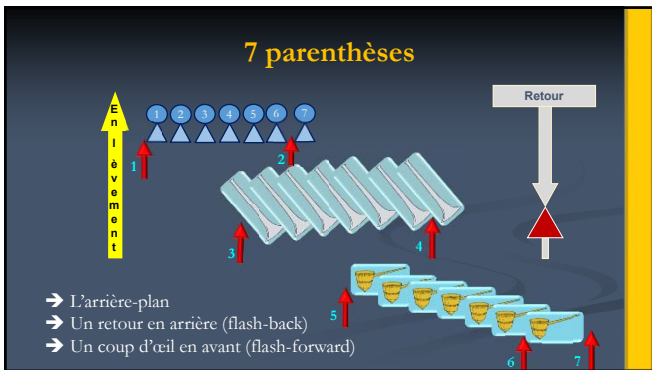 7 parenthèses
E
n
l
è
v
e
m
e
n
t
1 2 3 4 5 6 7
Retour
1
2
3
4
5
6
7
➔ L'arrière-plan
➔ Un retour en arrière (flash-back)
➔ Un coup d'œil en avant (flash-forward)